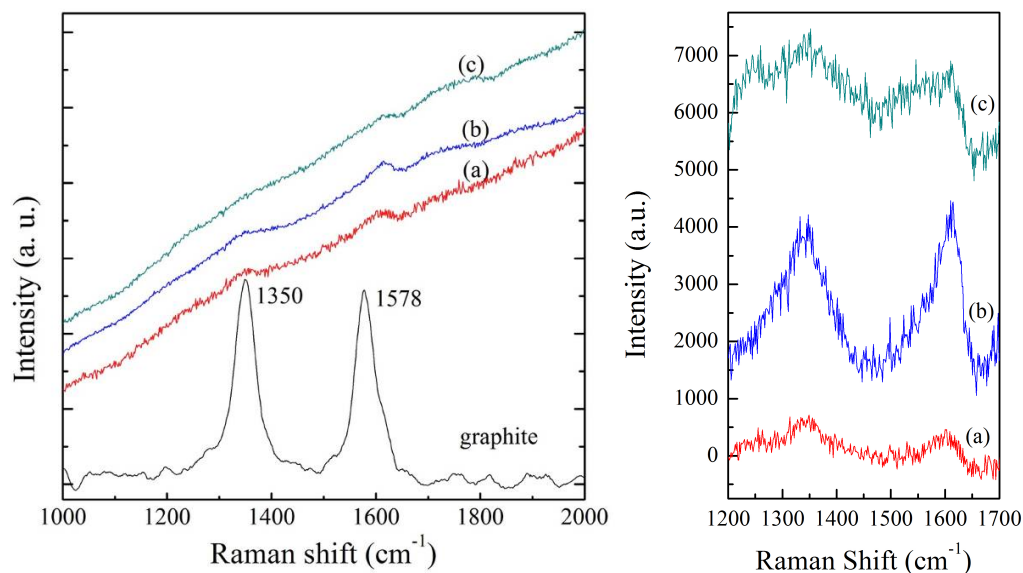 (c)
(b)
(a)
1350
1578
graphite
Intensity (a. u.)
1000
1200
1400
1600
1800
2000
Raman shift (cm⁻¹)
7000
6000
5000
4000
3000
2000
1000
0
(c)
(b)
(a)
Intensity (a.u.)
1200
1300
1400
1500
1600
1700
Raman Shift (cm⁻¹)